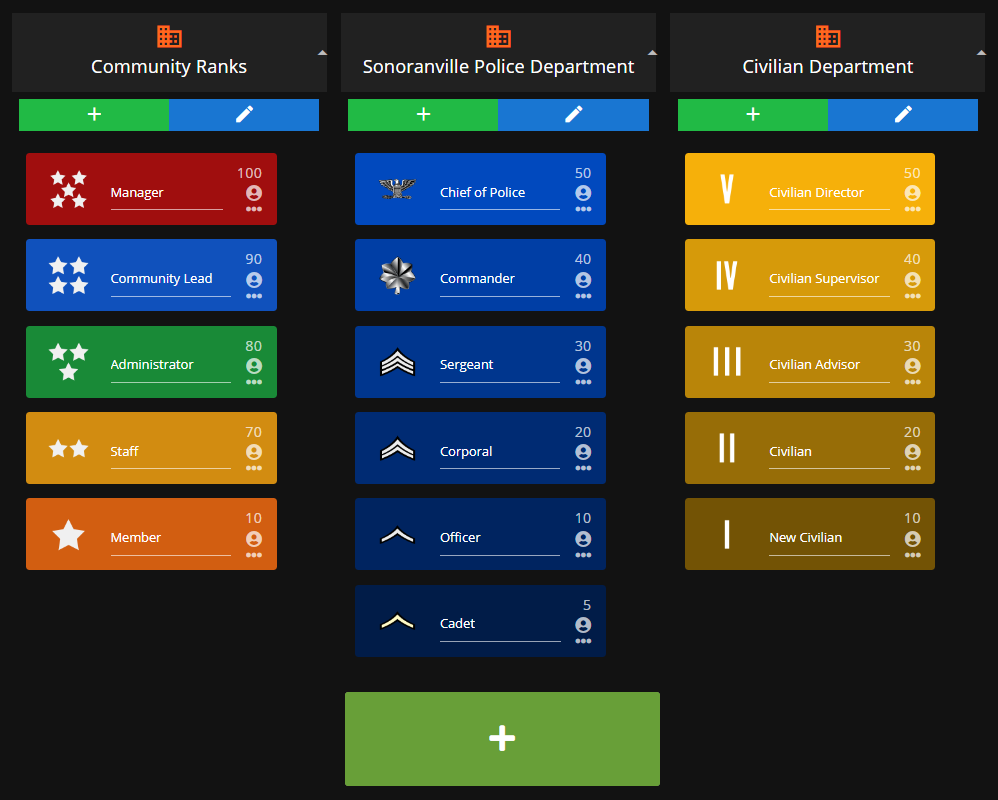 Community Ranks
Manager
100
Community Lead
90
Administrator
80
Staff
70
Member
10
Sonoranville Police Department
Chief of Police
50
Commander
40
Sergeant
30
Corporal
20
Officer
10
Cadet
5
Civilian Department
V
Civilian Director
50
IV
Civilian Supervisor
40
III
Civilian Advisor
30
II
Civilian
20
I
New Civilian
10